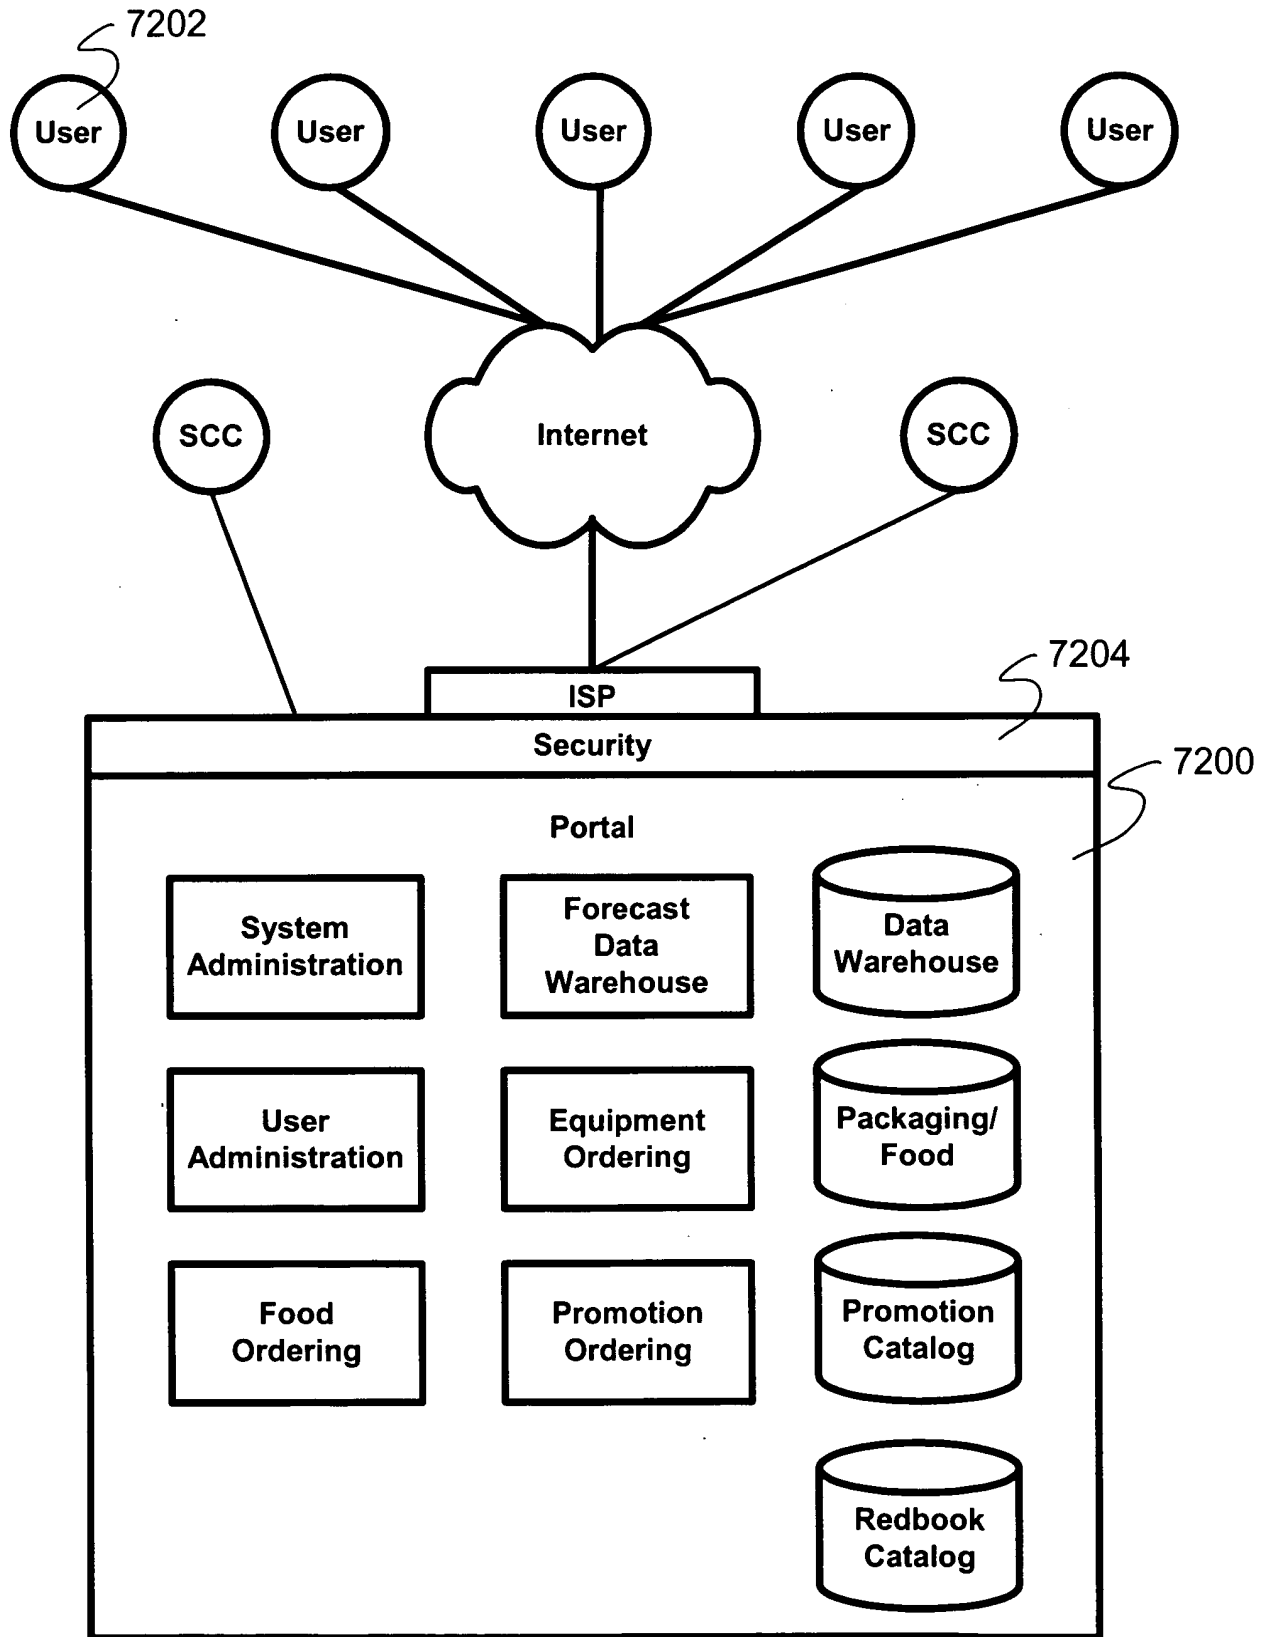 7202
User
User
User
User
User
SCC
Internet
SCC
7204
ISP
Security
7200
Portal
System
Administration
Forecast
Data
Warehouse
Data
Warehouse
User
Administration
Equipment
Ordering
Packaging/
Food
Food
Ordering
Promotion
Ordering
Promotion
Catalog
Redbook
Catalog